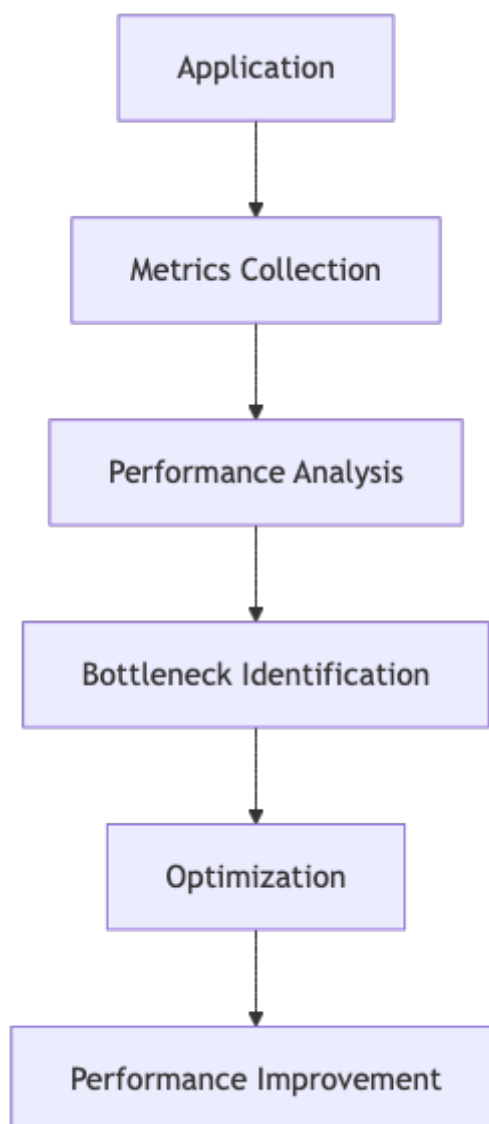 Application
Metrics Collection
Performance Analysis
Bottleneck Identification
Optimization
Performance Improvement